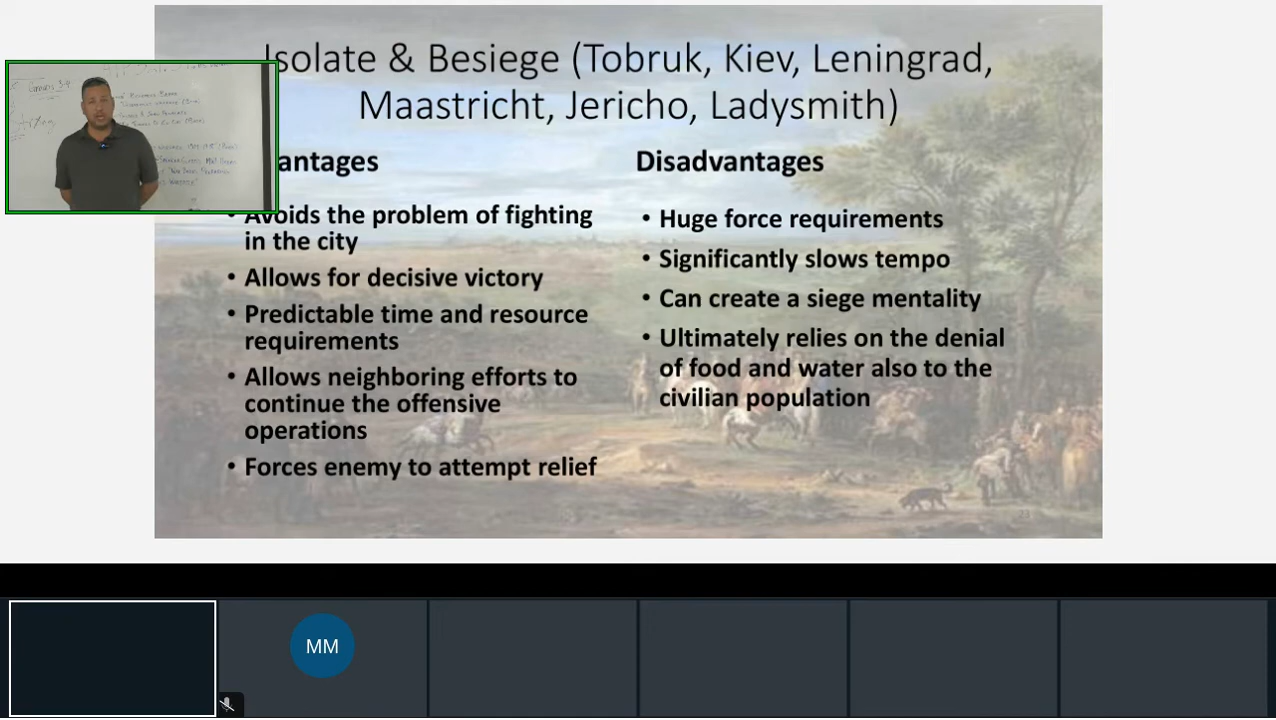 Isolate & Besiege (Tobruk, Kiev, Leningrad,
Maastricht, Jericho, Ladysmith)
antages
• Avoids the problem of fighting
in the city
• Allows for decisive victory
• Predictable time and resource
requirements
• Allows neighboring efforts to
continue the offensive
operations
• Forces enemy to attempt relief
Disadvantages
• Huge force requirements
• Significantly slows tempo
• Can create a siege mentality
• Ultimately relies on the denial
of food and water also to the
civilian population
23
MM